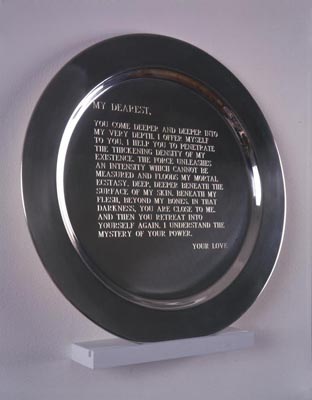 MY DEAREST,
YOU COME DEEPER AND DEEPER INTO
MY VERY DEPTH. I OFFER MYSELF
TO YOU. I HELP YOU TO PENETRATE
THE THICKENING DENSITY OF MY
EXISTENCE. THE FORCE UNLEASHES
AN INTENSITY WHICH CANNOT BE
MEASURED AND FLOODS MY MORTAL
ECSTASY. DEEP, DEEPER BENEATH THE
SURFACE OF MY SKIN, BENEATH MY
FLESH, BEYOND MY BONES. IN THAT
DARKNESS, YOU ARE CLOSE TO ME.
AND THEN YOU RETREAT INTO
YOURSELF AGAIN. I UNDERSTAND THE
MYSTERY OF YOUR POWER.
YOUR LOVE